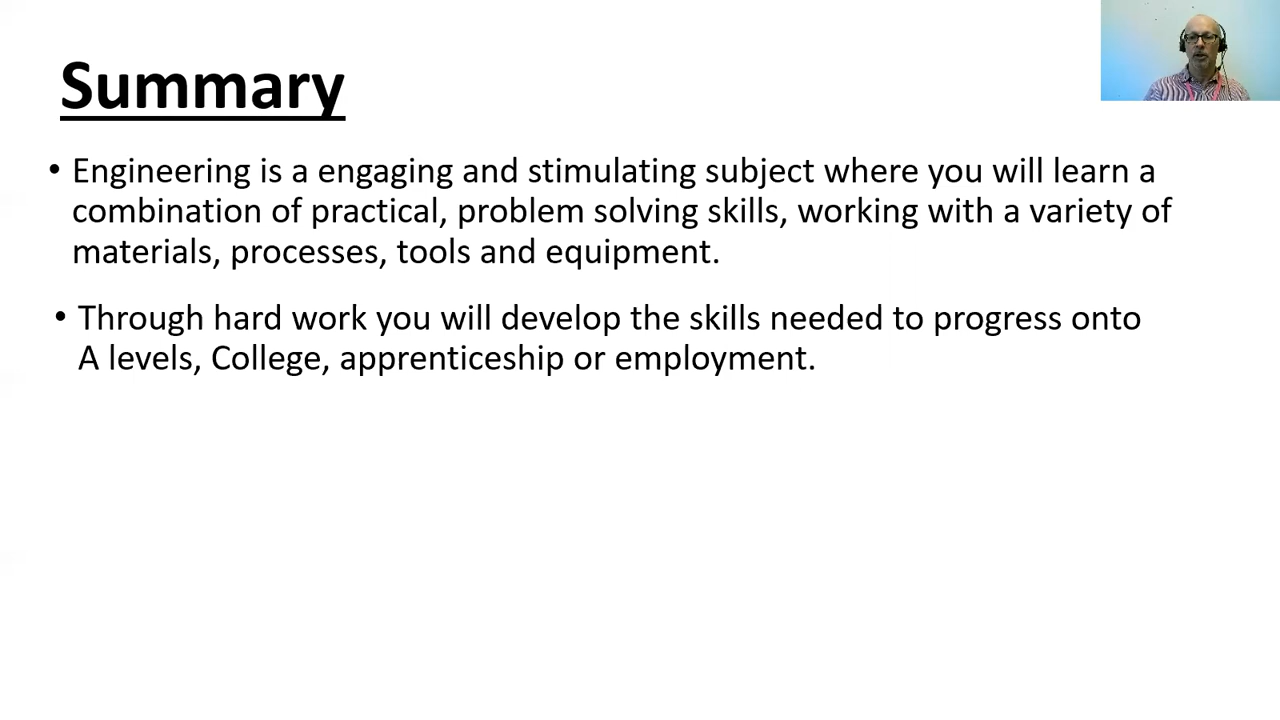 Summary
• Engineering is a engaging and stimulating subject where you will learn a
combination of practical, problem solving skills, working with a variety of
materials, processes, tools and equipment.
• Through hard work you will develop the skills needed to progress onto
A levels, College, apprenticeship or employment.